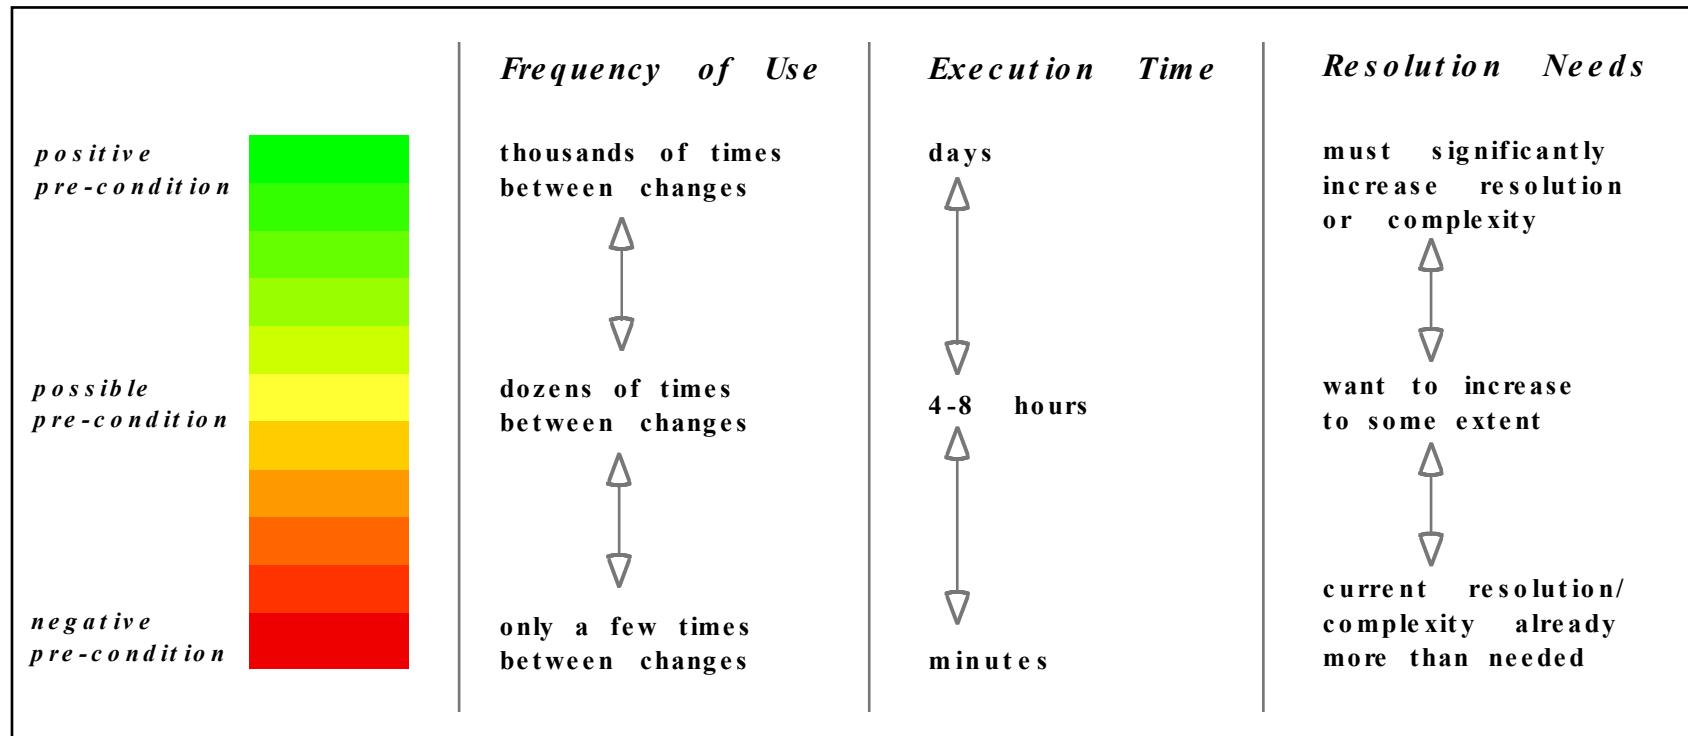 Frequency of Use
Execution Time
Resolution Needs
positive
pre-condition
thousands of times
between changes
days
must significantly
increase resolution
or complexity
possible
pre-condition
dozens of times
between changes
4-8 hours
want to increase
to some extent
negative
pre-condition
only a few times
between changes
minutes
current resolution/
complexity already
more than needed